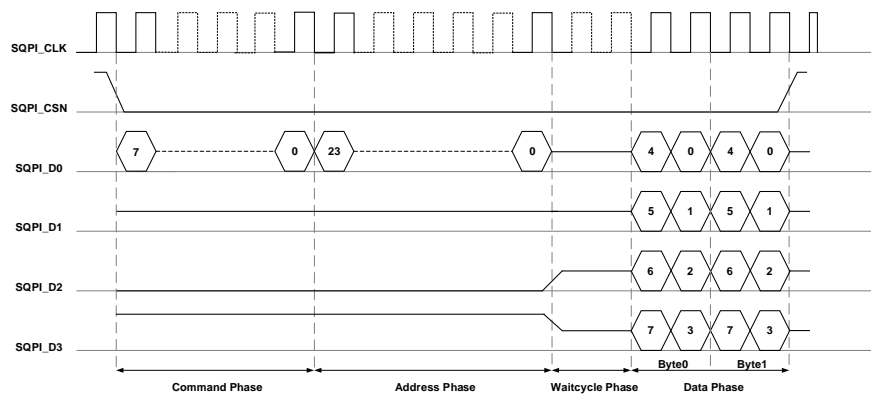 SQPI_CLK
SQPI_CSN
SQPI_D0 7 0 23 0 4 0 4 0
SQPI_D1 5 1 5 1
SQPI_D2 6 2 6 2
SQPI_D3 7 3 7 3
Byte0 Byte1
Command Phase Address Phase Waitcycle Phase Data Phase